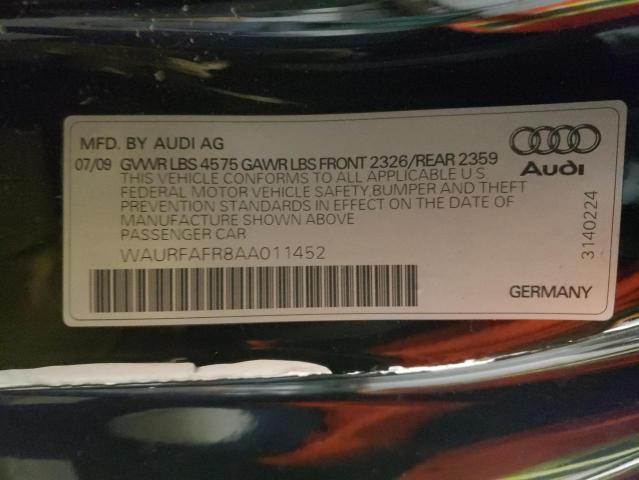 MFD. BY AUDI AG
07/09 GVWR LBS 4575 GAWR LBS FRONT 2326/REAR 2359
THIS VEHICLE CONFORMS TO ALL APPLICABLE U S
FEDERAL MOTOR VEHICLE SAFETY,BUMPER AND THEFT
PREVENTION STANDARDS IN EFFECT ON THE DATE OF
MANUFACTURE SHOWN ABOVE
PASSENGER CAR
WAURFAFR8AA011452
Audi
3140224
GERMANY